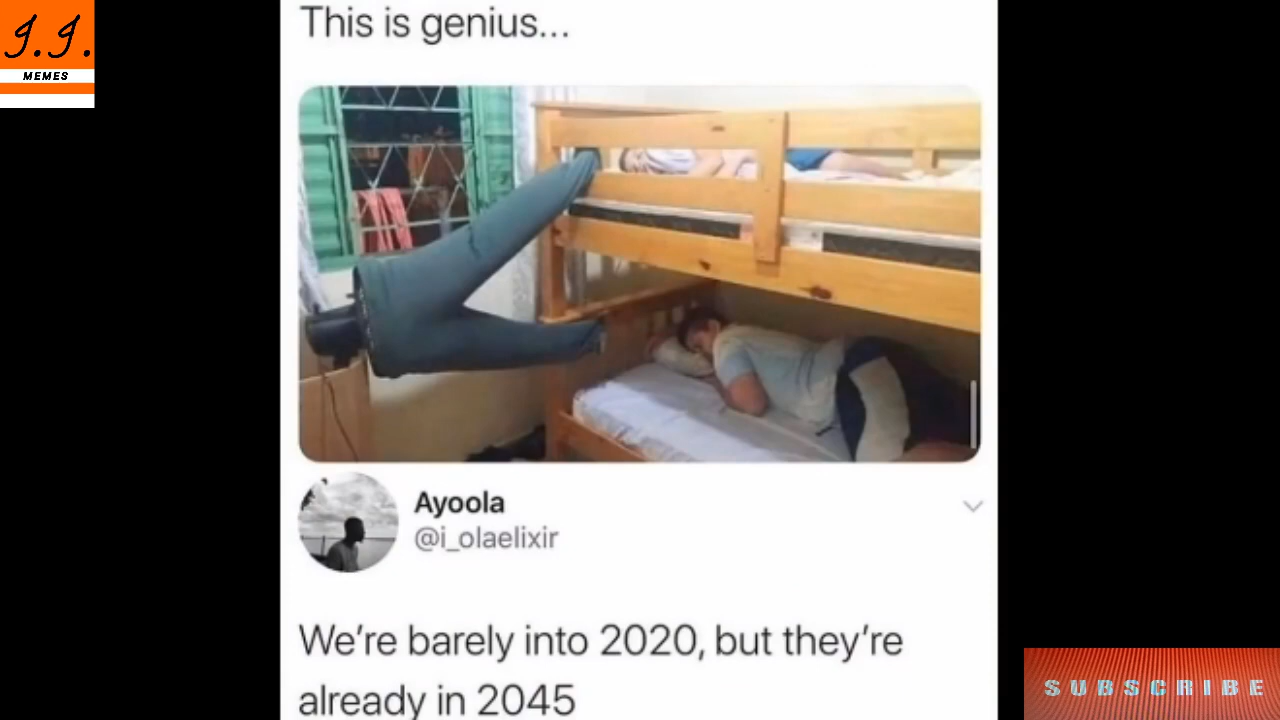 J.J.
MEMES
This is genius...
Ayoola
@i_olaelixir
We're barely into 2020, but they're
already in 2045
SUBSCRIBE